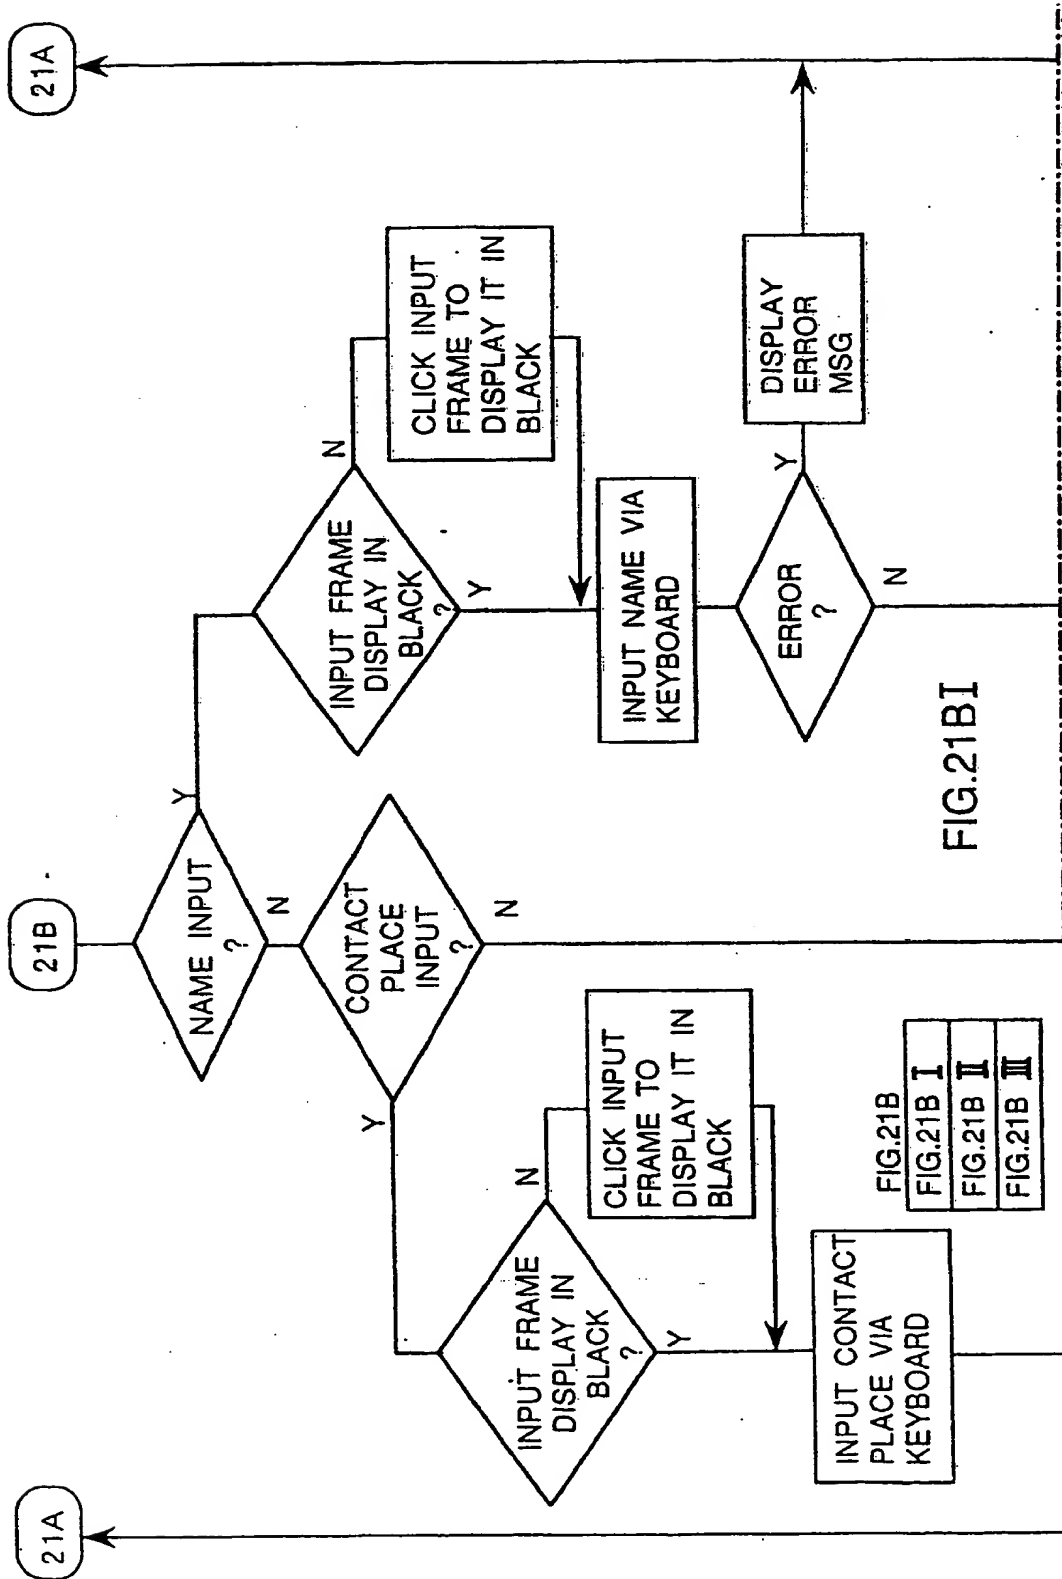 21A
21B
21A
NAME INPUT
?
Y
N
CONTACT
PLACE
INPUT
?
Y
N
INPUT FRAME
DISPLAY IN
BLACK
?
N
Y
CLICK INPUT
FRAME TO
DISPLAY IT IN
BLACK
INPUT NAME VIA
KEYBOARD
ERROR
?
Y
N
DISPLAY
ERROR
MSG
INPUT FRAME
DISPLAY IN
BLACK
?
N
Y
CLICK INPUT
FRAME TO
DISPLAY IT IN
BLACK
INPUT CONTACT
PLACE VIA
KEYBOARD
FIG.21B
FIG.21B I
FIG.21B II
FIG.21B III
FIG.21BI